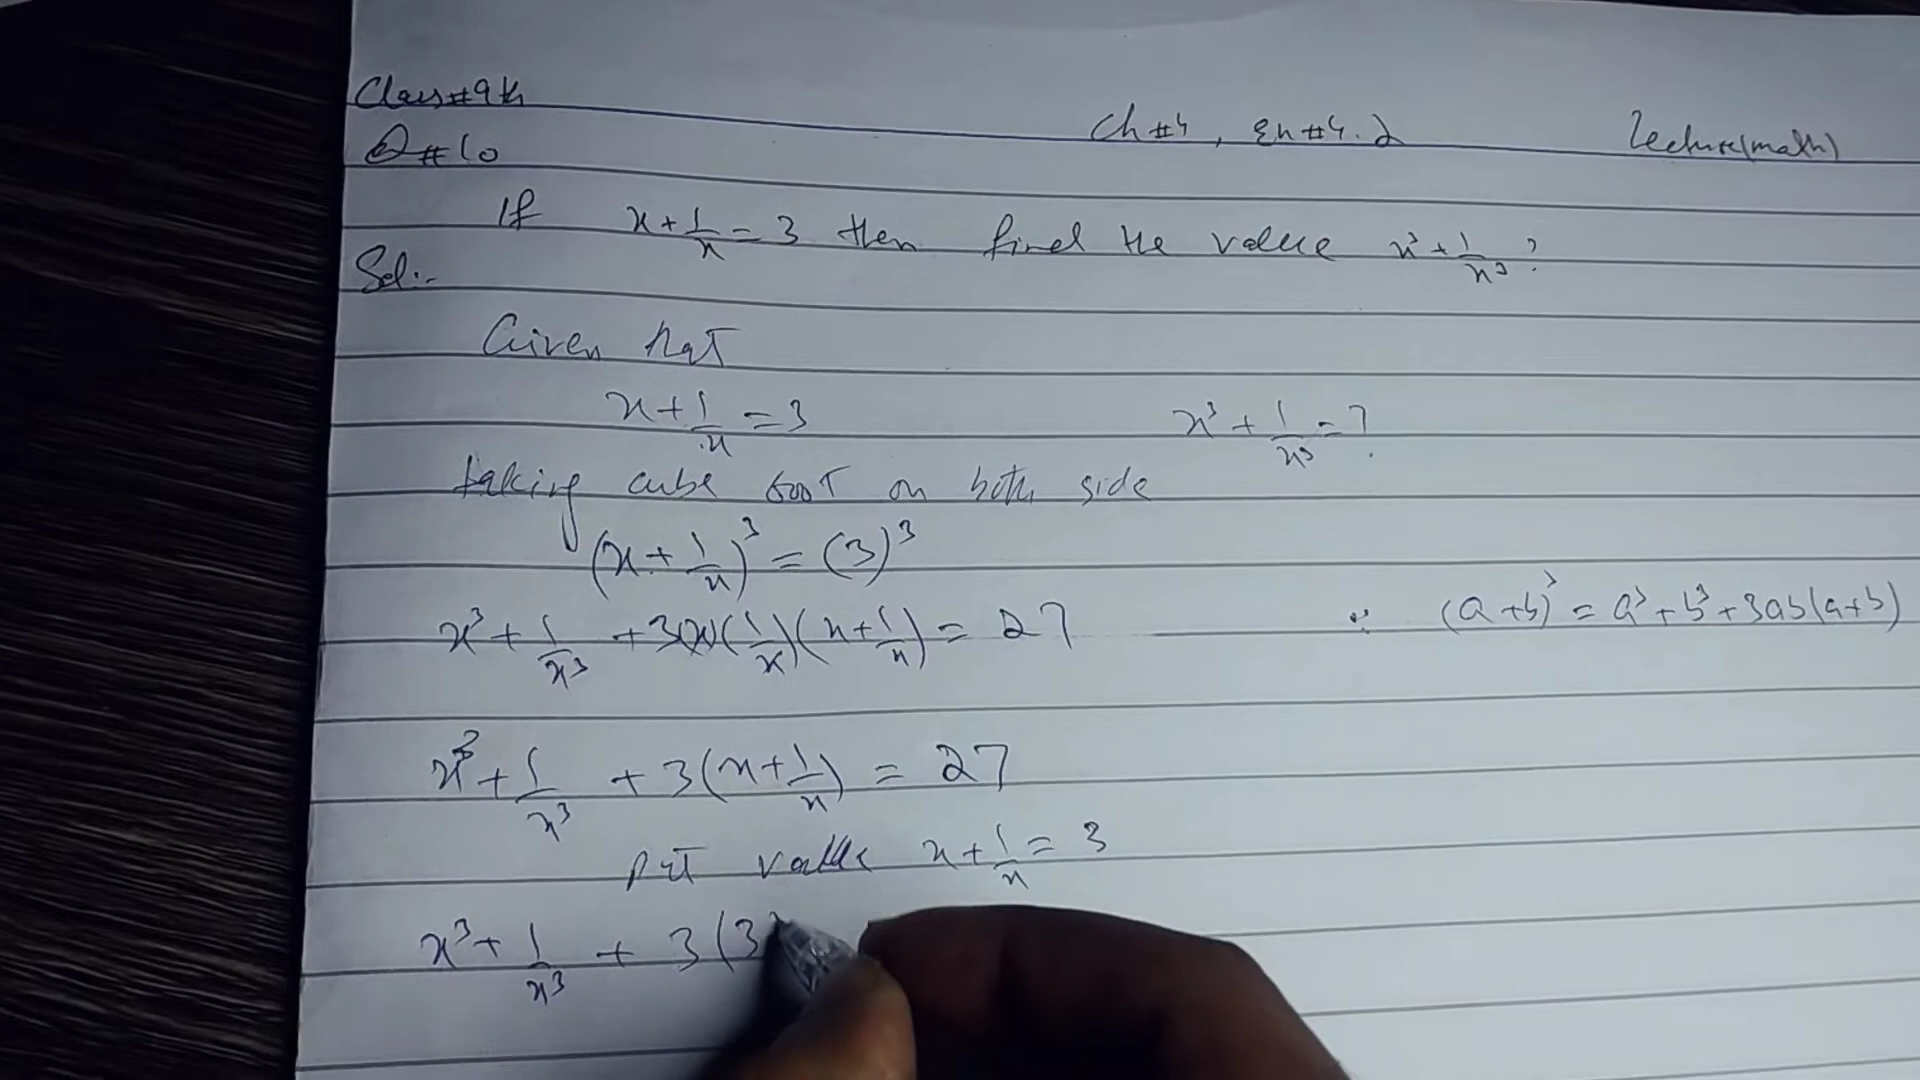 Class#9th
Ch#4, Ex#4.2 Lecture(math)
Q#10
If x+1/x=3 then find the value x³+1/x³?
Sol:-
Given that
x+1/x=3 x³+1/x³=?
taking cube root on both side
(x+1/x)³=(3)³
x³+1/x³+3(x)(1/x)(x+1/x)=27 ∵ (a+b)³=a³+b³+3ab(a+b)
x³+1/x³+3(x+1/x)=27
put value x+1/x=3
x³+1/x³+3(3